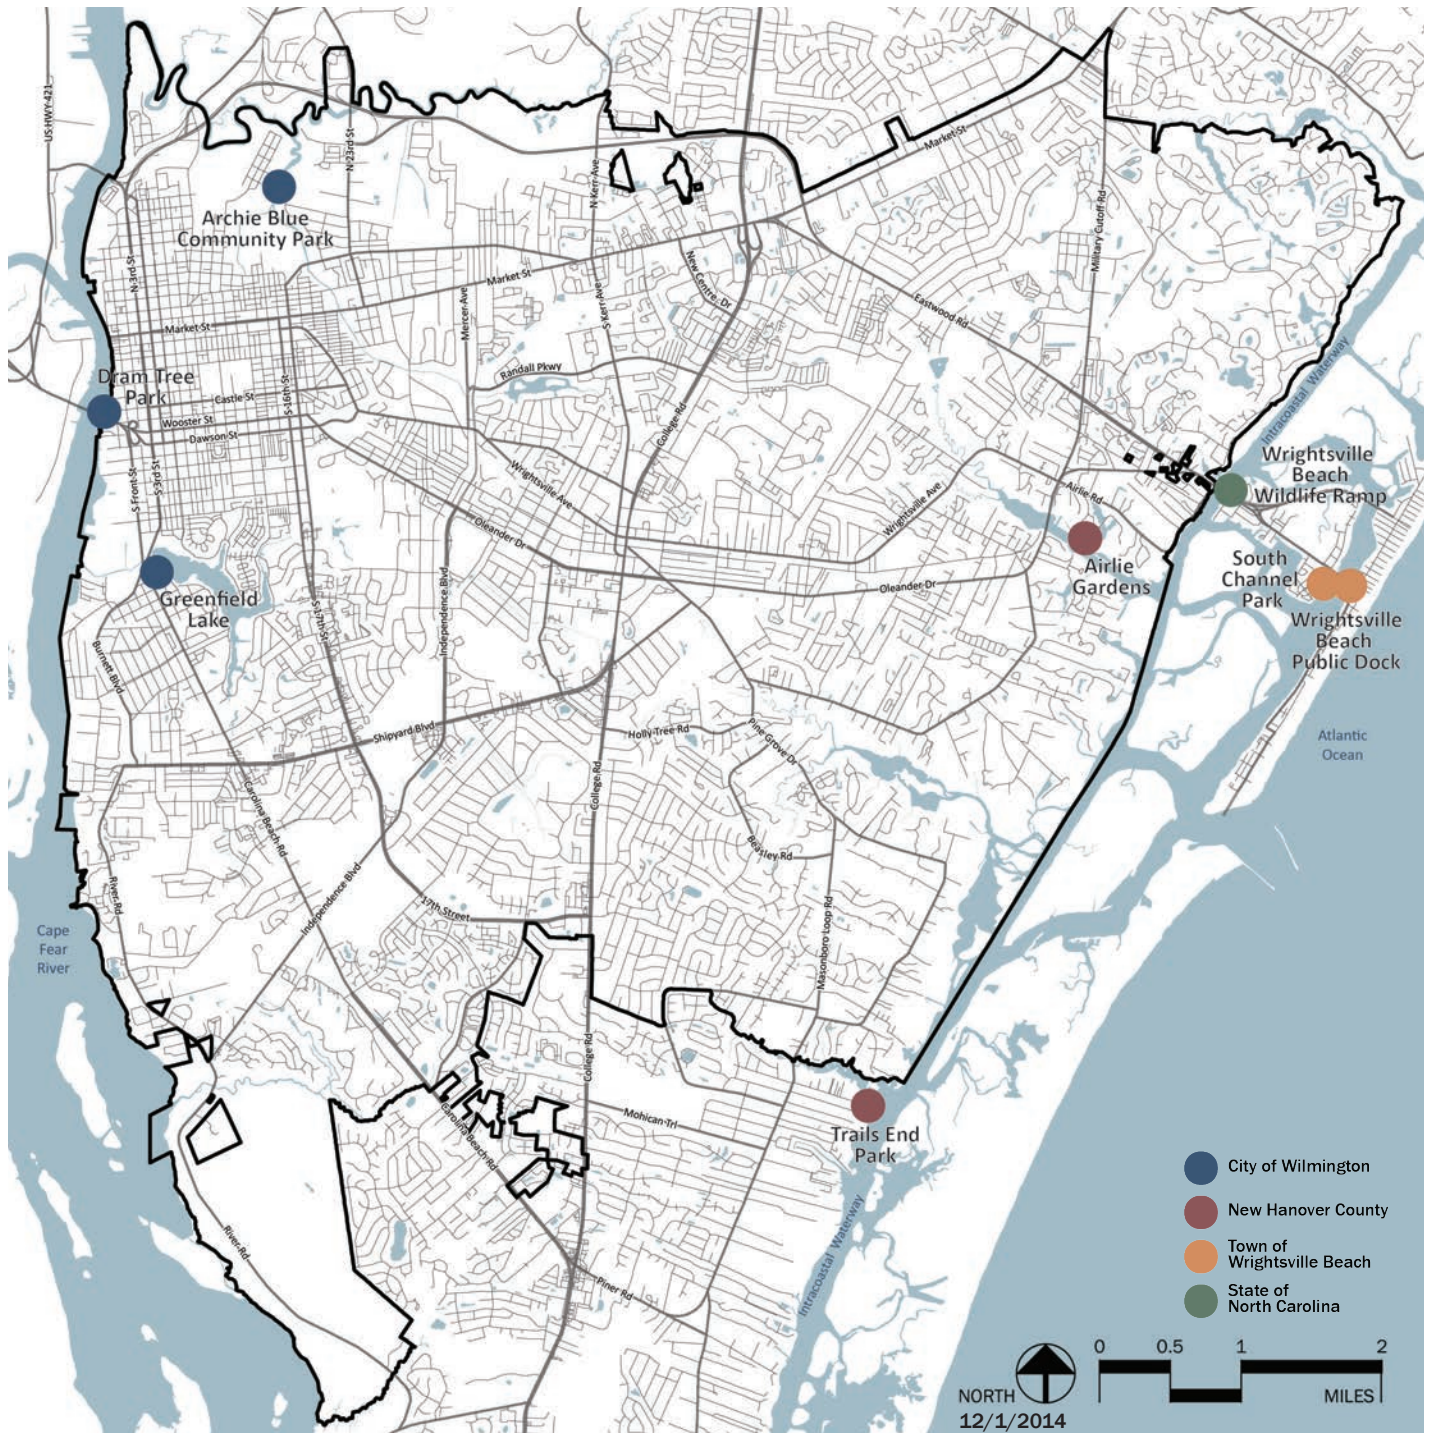 US HWY 421
N 23rd St
Market St
N Kerr Ave
Archie Blue
Community Park
Military Cutoff Rd
N 3rd St
New Centre Dr
Market St
Mercer Ave
S Kerr Ave
Eastwood Rd
Market St
Intracoastal Waterway
Randall Pkwy
Dram Tree
Park
S 16th St
Castle St
Wooster St
Dawson St
College Rd
Wrightsville
Beach
Wildlife Ramp
S Front St
S 3rd St
Wrightsville Ave
Wrightsville Ave
Airlie Rd
Oleander Dr
Airlie
Gardens
South
Channel
Park
Oleander Dr
Greenfield
Lake
Independence Blvd
S 17th St
Wrightsville
Beach
Public Dock
Burnett Blvd
Shipyard Blvd
Holly Tree Rd
Pine Grove Dr
Atlantic
Ocean
College Rd
Carolina Beach Rd
Beasley Rd
River Rd
Independence Blvd
17th Street
Masonboro Loop Rd
Cape
Fear
River
College Rd
Carolina Beach Rd
Mohican Trl
Trails End
Park
Intracoastal Waterway
River Rd
Piner Rd
City of Wilmington
New Hanover County
Town of
Wrightsville Beach
State of
North Carolina
0 0.5 1 2
NORTH
MILES
12/1/2014